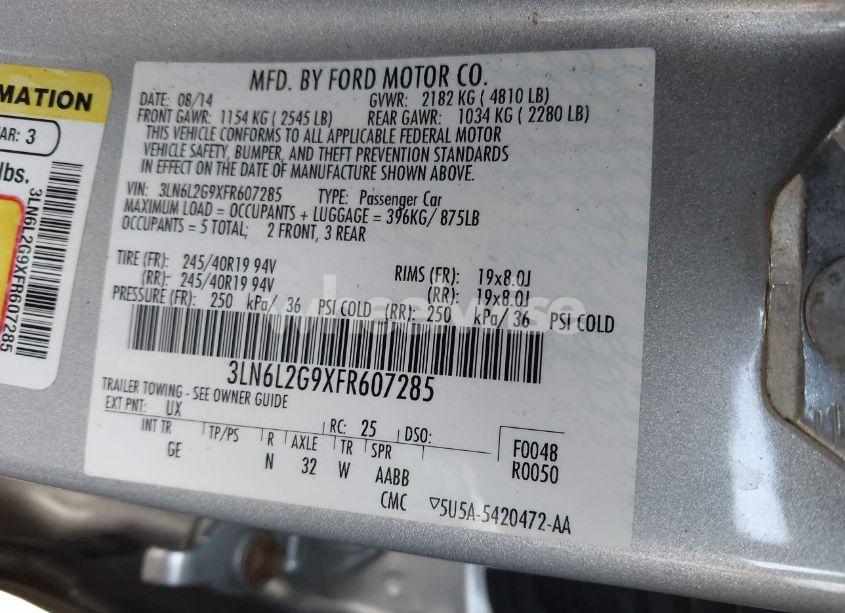 MATION
AR: 3
lbs.
3LN6L2G9XFR607285
MFD. BY FORD MOTOR CO.
DATE: 08/14 GVWR: 2182 KG ( 4810 LB)
FRONT GAWR: 1154 KG ( 2545 LB) REAR GAWR: 1034 KG ( 2280 LB)
THIS VEHICLE CONFORMS TO ALL APPLICABLE FEDERAL MOTOR
VEHICLE SAFETY, BUMPER, AND THEFT PREVENTION STANDARDS
IN EFFECT ON THE DATE OF MANUFACTURE SHOWN ABOVE.
VIN: 3LN6L2G9XFR607285 TYPE: Passenger Car
MAXIMUM LOAD = OCCUPANTS + LUGGAGE = 396KG/ 875LB
OCCUPANTS = 5 TOTAL; 2 FRONT, 3 REAR
TIRE (FR): 245/40R19 94V RIMS (FR): 19x8.0J
(RR): 245/40R19 94V (RR): 19x8.0J
PRESSURE (FR): 250 kPa/ 36 PSI COLD (RR): 250 kPa/ 36 PSI COLD
3LN6L2G9XFR607285
TRAILER TOWING - SEE OWNER GUIDE
EXT PNT: UX RC: 25 DSO:
INT TR TP/PS R AXLE TR SPR F0048
GE N 32 W AABB R0050
CMC ▽5U5A-5420472-AA